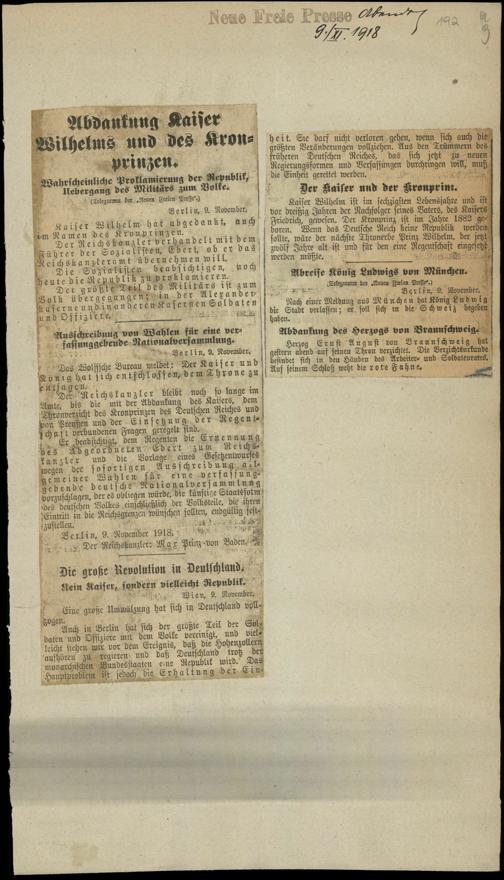 Neue Freie Presse Abend
9./XI. 1918
192
Abdankung Kaiser
Wilhelms und des Kron-
prinzen.
Wahrscheinliche Proklamierung der Republik,
Uebergang des Militärs zum Volke.
(Telegramm der „Neuen Freien Presse“.)
Berlin, 9. November.
Kaiser Wilhelm hat abgedankt, auch
im Namen des Kronprinzen.
Der Reichskanzler verhandelt mit dem
Führer der Sozialisten, Ebert, ob er das
Reichskanzleramt übernehmen will.
Die Sozialisten beabsichtigen, noch
heute die Republik zu proklamieren.
Der größte Teil des Militärs ist zum
Volk übergegangen; in der Alexander-
kaserne und in anderen Kasernen Soldaten
und Offiziere.
Ausschreibung von Wahlen für eine ver-
fassunggebende Nationalversammlung.
Berlin, 9. November.
Das Wolffsche Bureau meldet: Der Kaiser und
König hat sich entschlossen, dem Throne zu
entsagen.
Der Reichskanzler bleibt noch so lange im
Amte, bis die mit der Abdankung des Kaisers, dem
Thronverzicht des Kronprinzen des Deutschen Reiches und
von Preußen und der Einsetzung der Regent-
schaft verbundenen Fragen geregelt sind.
Er beabsichtigt, dem Regenten die Ernennung
des Abgeordneten Ebert zum Reichs-
kanzler und die Vorlage eines Gesetzentwurfes
wegen der sofortigen Ausschreibung all-
gemeiner Wahlen für eine verfassung-
gebende deutsche Nationalversammlung
vorzuschlagen, der es obliegen würde, die künftige Staatsform
des deutschen Volkes einschließlich der Volksteile, die ihren
Eintritt in die Reichsgrenzen wünschen sollten, endgültig fest-
zustellen.
Berlin, 9. November 1918.
Der Reichskanzler: Max Prinz von Baden.
Die große Revolution in Deutschland.
Kein Kaiser, sondern vielleicht Republik.
Wien, 9. November.
Eine große Umwälzung hat sich in Deutschland voll-
zogen.
Auch in Berlin hat sich der größte Teil der Sol-
daten und Offiziere mit dem Volke vereinigt, und viel-
leicht stehen wir vor dem Ereignis, daß die Hohenzollern
aufhören zu regieren und daß Deutschland trotz der
monarchischen Bundesstaaten eine Republik wird. Das
Hauptproblem ist jedoch die Erhaltung der Ein-
heit. Sie darf nicht verloren gehen, wenn sich auch die
größten Veränderungen vollziehen. Aus den Trümmern des
früheren Deutschen Reiches, das sich jetzt zu neuen
Regierungsformen und Verfassungen durchringen will, muß
die Einheit gerettet werden.
Der Kaiser und der Kronprinz.
Kaiser Wilhelm ist im sechzigsten Lebensjahre und ist
vor dreißig Jahren der Nachfolger seines Vaters, des Kaisers
Friedrich, gewesen. Der Kronprinz ist im Jahre 1882 ge-
boren. Wenn das Deutsche Reich keine Republik werden
sollte, wäre der nächste Thronerbe Prinz Wilhelm, der jetzt
zwölf Jahre alt ist und für den eine Regentschaft eingesetzt
werden müßte.
Abreise König Ludwigs von München.
(Telegramm der „Neuen Freien Presse“.)
Berlin, 9. November.
Nach einer Meldung aus München hat König Ludwig
die Stadt verlassen; er soll sich in die Schweiz begeben
haben.
Abdankung des Herzogs von Braunschweig.
Herzog Ernst August von Braunschweig hat
gestern abend auf seinen Thron verzichtet. Die Verzichturkunde
befindet sich in den Händen des Arbeiter- und Soldatenrates.
Auf seinem Schloß weht die rote Fahne.